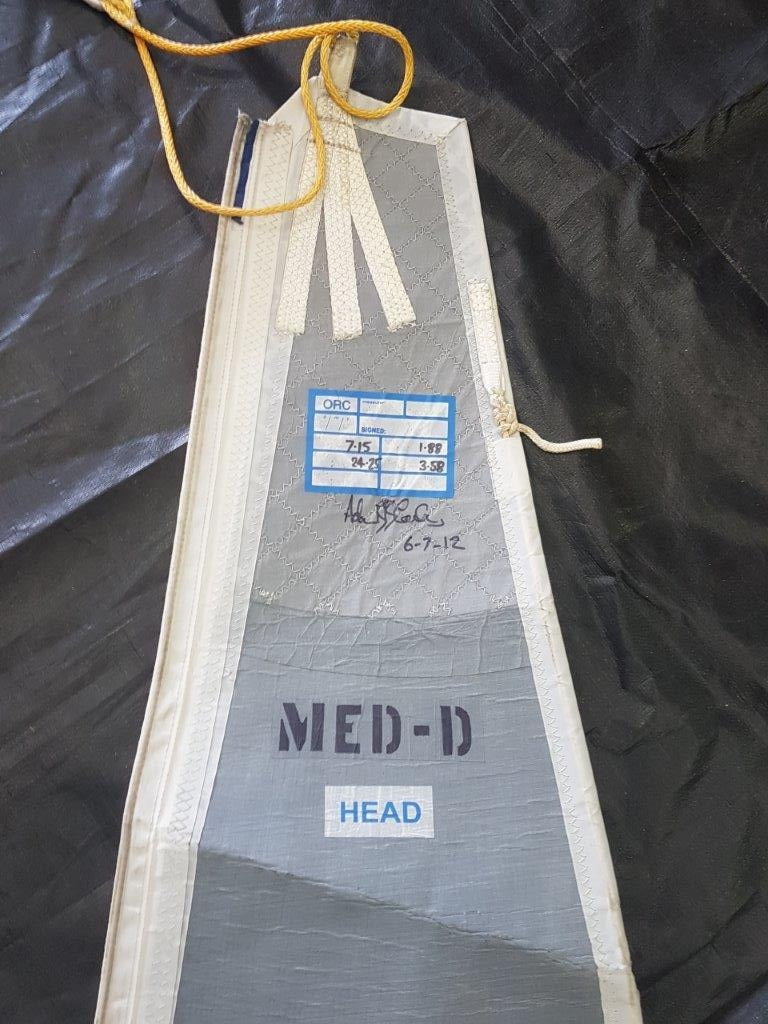 ORC
SIGNED:
7.15 1.88
24.25 3.58
6-7-12
MED-D
HEAD